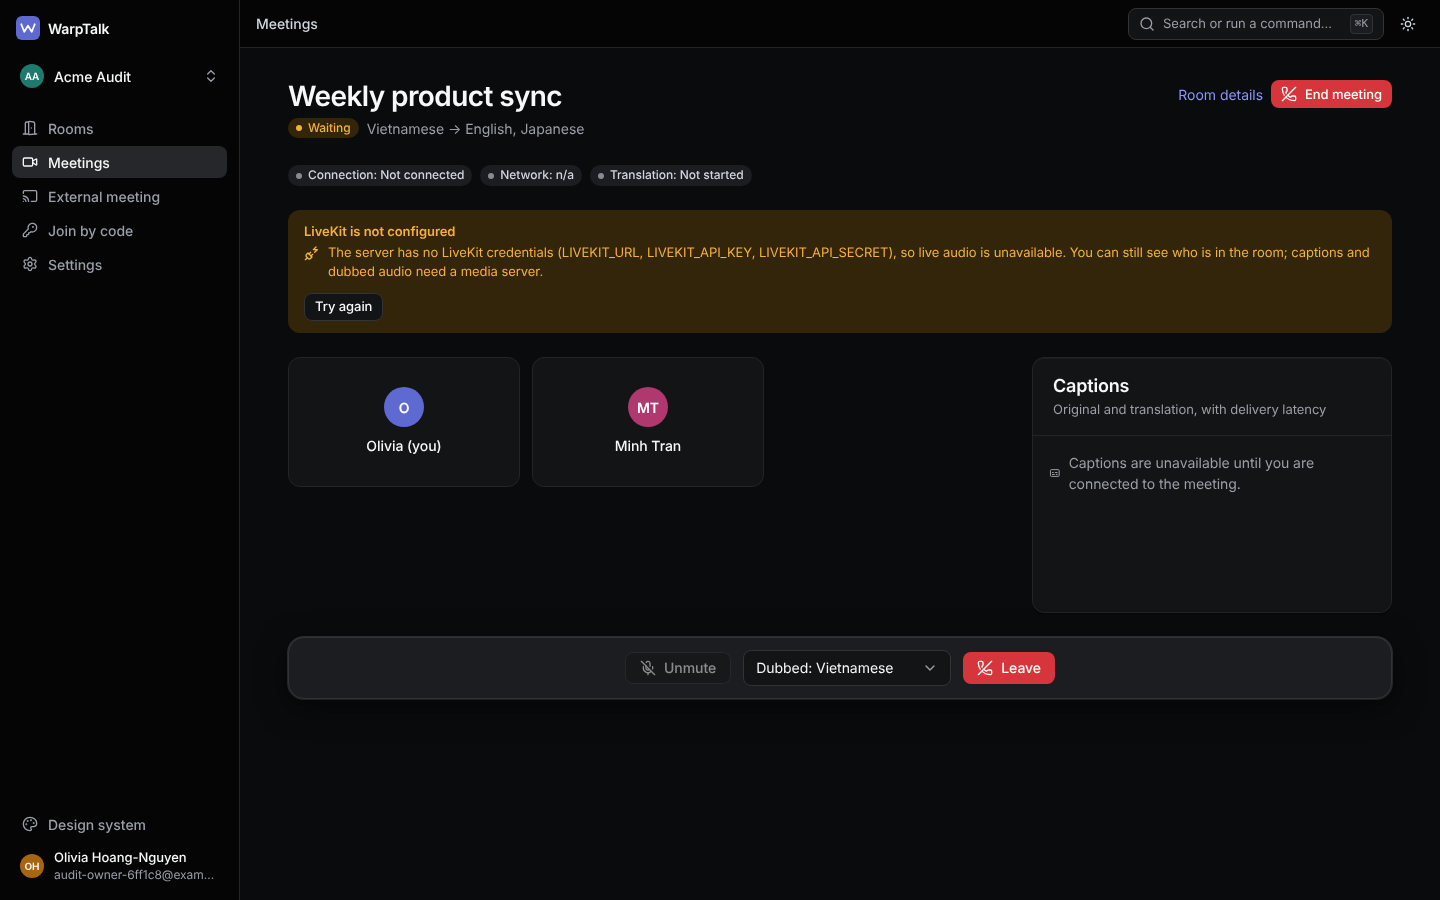 WarpTalk
Meetings
Search or run a command...
⌘K
AA
Acme Audit
Rooms
Meetings
External meeting
Join by code
Settings
Weekly product sync
Room details
End meeting
Waiting
Vietnamese → English, Japanese
Connection: Not connected
Network: n/a
Translation: Not started
LiveKit is not configured
The server has no LiveKit credentials (LIVEKIT_URL, LIVEKIT_API_KEY, LIVEKIT_API_SECRET), so live audio is unavailable. You can still see who is in the room; captions and
dubbed audio need a media server.
Try again
O
Olivia (you)
MT
Minh Tran
Captions
Original and translation, with delivery latency
Captions are unavailable until you are
connected to the meeting.
Unmute
Dubbed: Vietnamese
Leave
Design system
OH
Olivia Hoang-Nguyen
audit-owner-6ff1c8@exam...